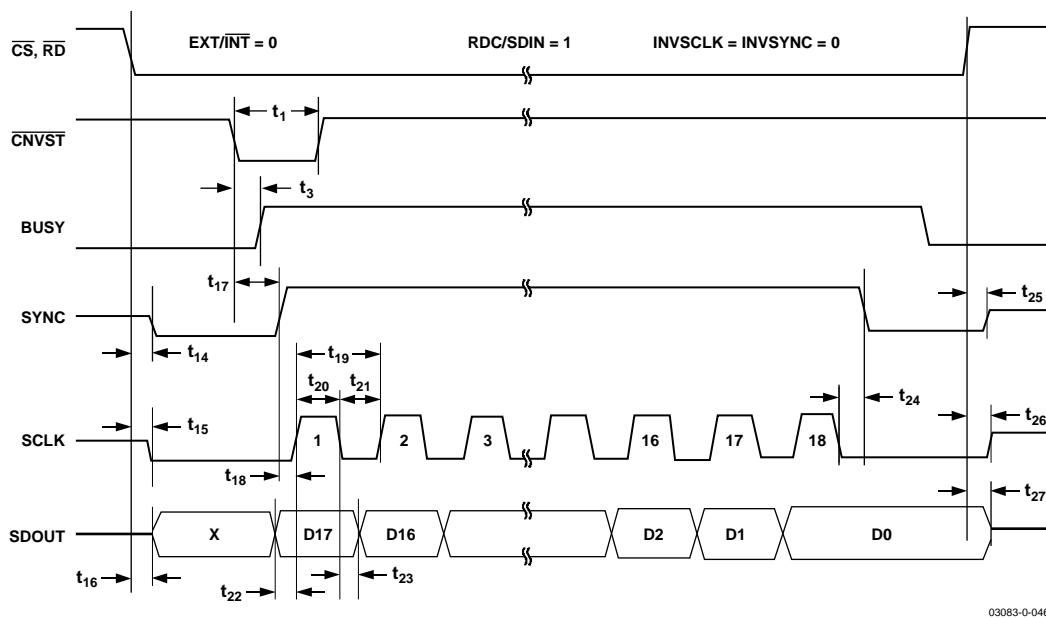 EXT/INT = 0 RDC/SDIN = 1 INVSCLK = INVSYNC = 0
CS, RD
t1
CNVST
t3
BUSY
t17
t25
SYNC
t14
t19
t20 t21
t24
t26
t15
SCLK 1 2 3 16 17 18
t18
t27
SDOUT X D17 D16 D2 D1 D0
t16
t22
t23
03083-0-046